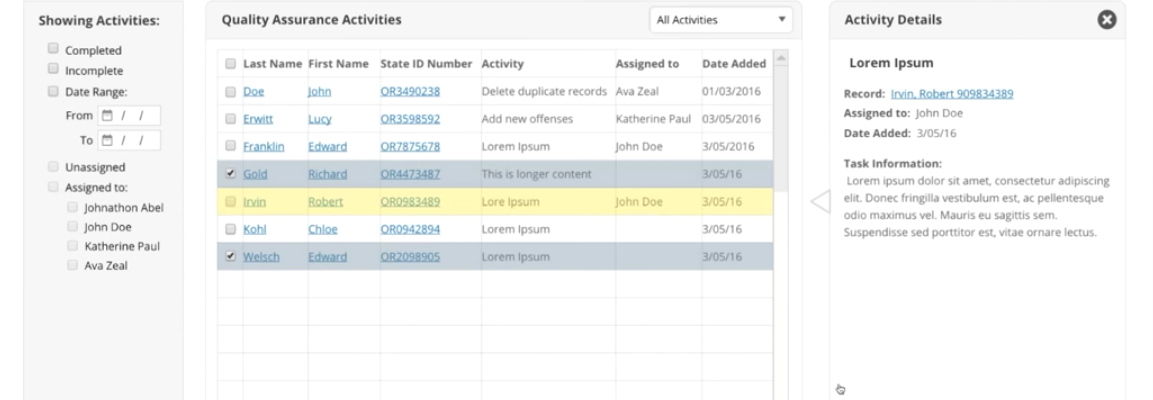 Showing Activities:
Completed
Incomplete
Date Range:
From / /
To / /
Unassigned
Assigned to:
Johnathon Abel
John Doe
Katherine Paul
Ava Zeal
Quality Assurance Activities
All Activities
Last Name First Name State ID Number Activity Assigned to Date Added
Doe John OR3490238 Delete duplicate records Ava Zeal 01/03/2016
Erwitt Lucy OR3598592 Add new offenses Katherine Paul 03/05/2016
Franklin Edward OR7875678 Lorem Ipsum John Doe 3/05/2016
Gold Richard OR4473487 This is longer content 3/05/16
Irvin Robert OR0983489 Lore Ipsum John Doe 3/05/16
Kohl Chloe OR0942894 Lorem Ipsum 3/05/16
Welsch Edward OR2098905 Lorem Ipsum 3/05/16
Activity Details
Lorem Ipsum
Record: Irvin, Robert 909834389
Assigned to: John Doe
Date Added: 3/05/16
Task Information:
Lorem ipsum dolor sit amet, consectetur adipiscing
elit. Donec fringilla vestibulum est, ac pellentesque
odio maximus vel. Mauris eu sagittis sem.
Suspendisse sed porttitor est, vitae ornare lectus.